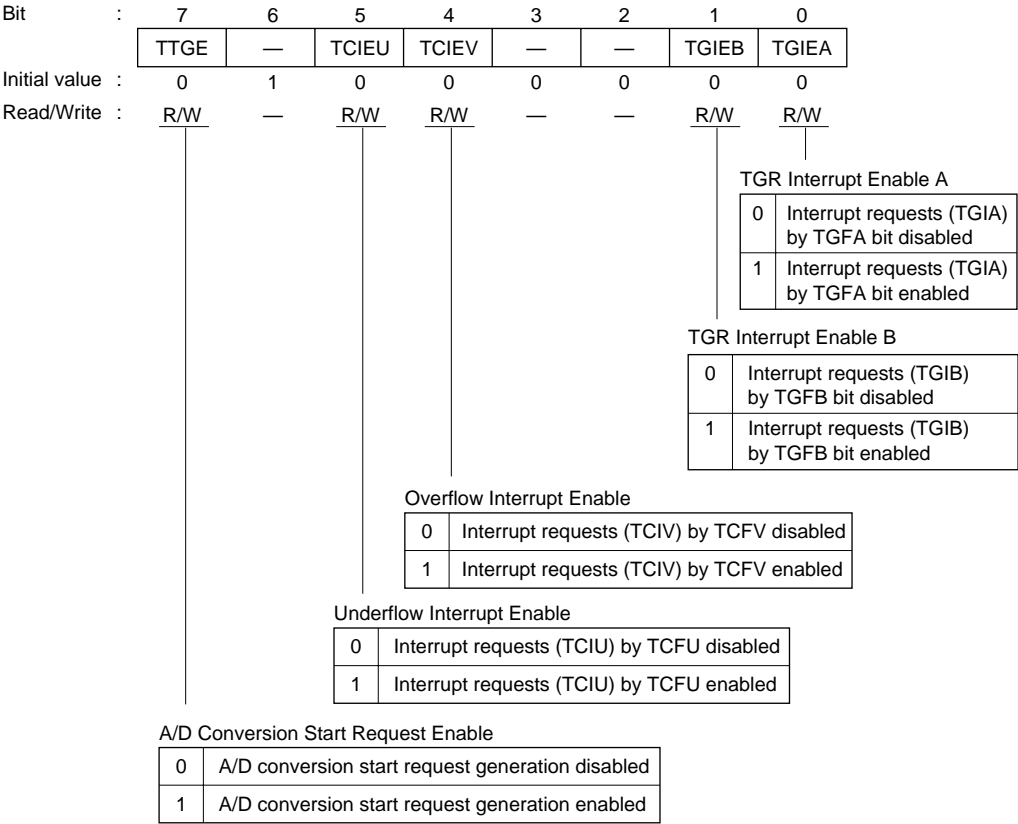 Bit : 7 6 5 4 3 2 1 0
TTGE — TCIEU TCIEV — — TGIEB TGIEA
Initial value : 0 1 0 0 0 0 0 0
Read/Write : R/W — R/W R/W — — R/W R/W
TGR Interrupt Enable A
0 Interrupt requests (TGIA)
by TGFA bit disabled
1 Interrupt requests (TGIA)
by TGFA bit enabled
TGR Interrupt Enable B
0 Interrupt requests (TGIB)
by TGFB bit disabled
1 Interrupt requests (TGIB)
by TGFB bit enabled
Overflow Interrupt Enable
0 Interrupt requests (TCIV) by TCFV disabled
1 Interrupt requests (TCIV) by TCFV enabled
Underflow Interrupt Enable
0 Interrupt requests (TCIU) by TCFU disabled
1 Interrupt requests (TCIU) by TCFU enabled
A/D Conversion Start Request Enable
0 A/D conversion start request generation disabled
1 A/D conversion start request generation enabled